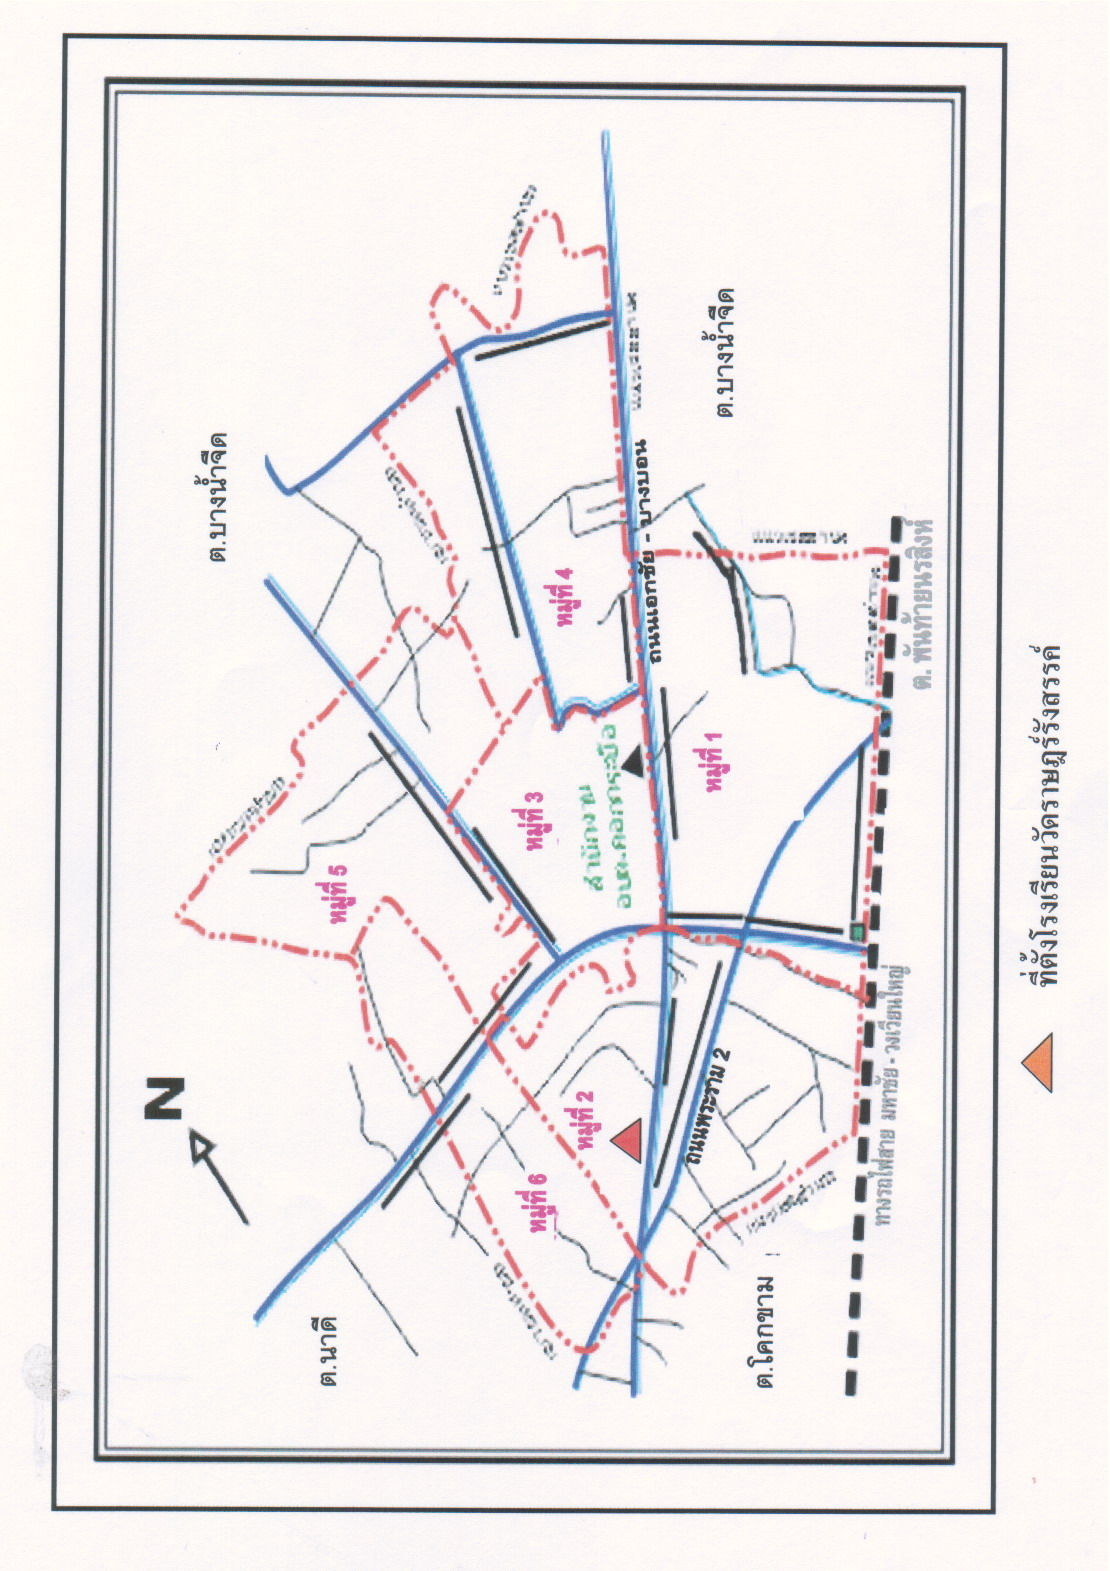 N
ต.บางน้ำจืด
ต.บางน้ำจืด
หมู่ที่ 5
หมู่ที่ 3
หมู่ที่ 4
สำนักงาน
อบต.คอกกระบือ
ถนนเอกชัย - บางบอน
หมู่ที่ 1
หมู่ที่ 6
หมู่ที่ 2
ถนนพระราม 2
ต.นาดี
ต.โคกขาม
ทางรถไฟสาย มหาชัย - วงเวียนใหญ่
ต. พันท้ายนรสิงห์
ที่ตั้งโรงเรียนวัดราษฎร์รังสรรค์